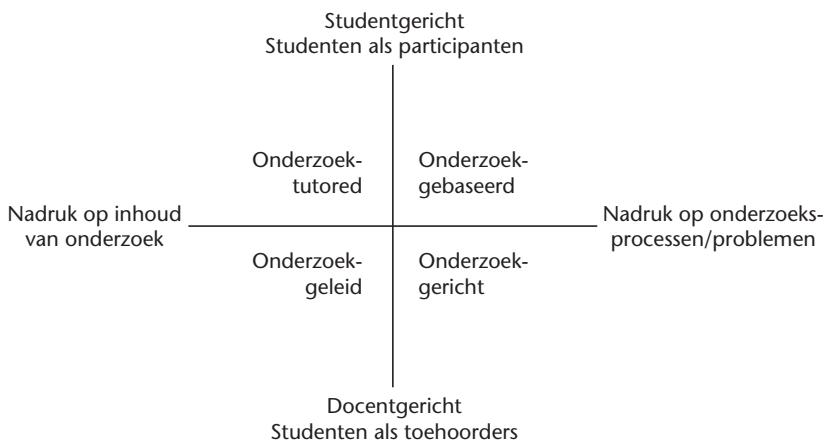 Studentgericht
Studenten als participanten
Onderzoek-
tutored
Onderzoek-
gebaseerd
Nadruk op inhoud
van onderzoek
Nadruk op onderzoeks-
processen/problemen
Onderzoek-
geleid
Onderzoek-
gericht
Docentgericht
Studenten als toehoorders